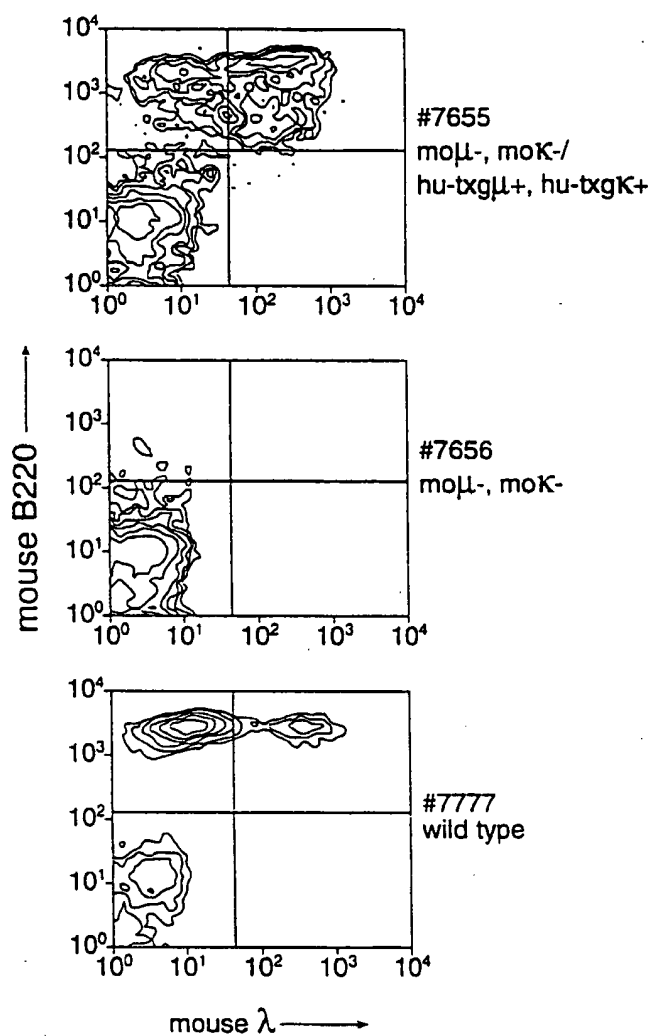 10⁴
10³
10²
10¹
10⁰
10⁰ 10¹ 10² 10³ 10⁴
#7655
moμ-, moκ-/
hu-txgμ+, hu-txgκ+
10⁴
10³
10²
10¹
10⁰
10⁰ 10¹ 10² 10³ 10⁴
#7656
moμ-, moκ-
10⁴
10³
10²
10¹
10⁰
10⁰ 10¹ 10² 10³ 10⁴
#7777
wild type
mouse B220
mouse λ